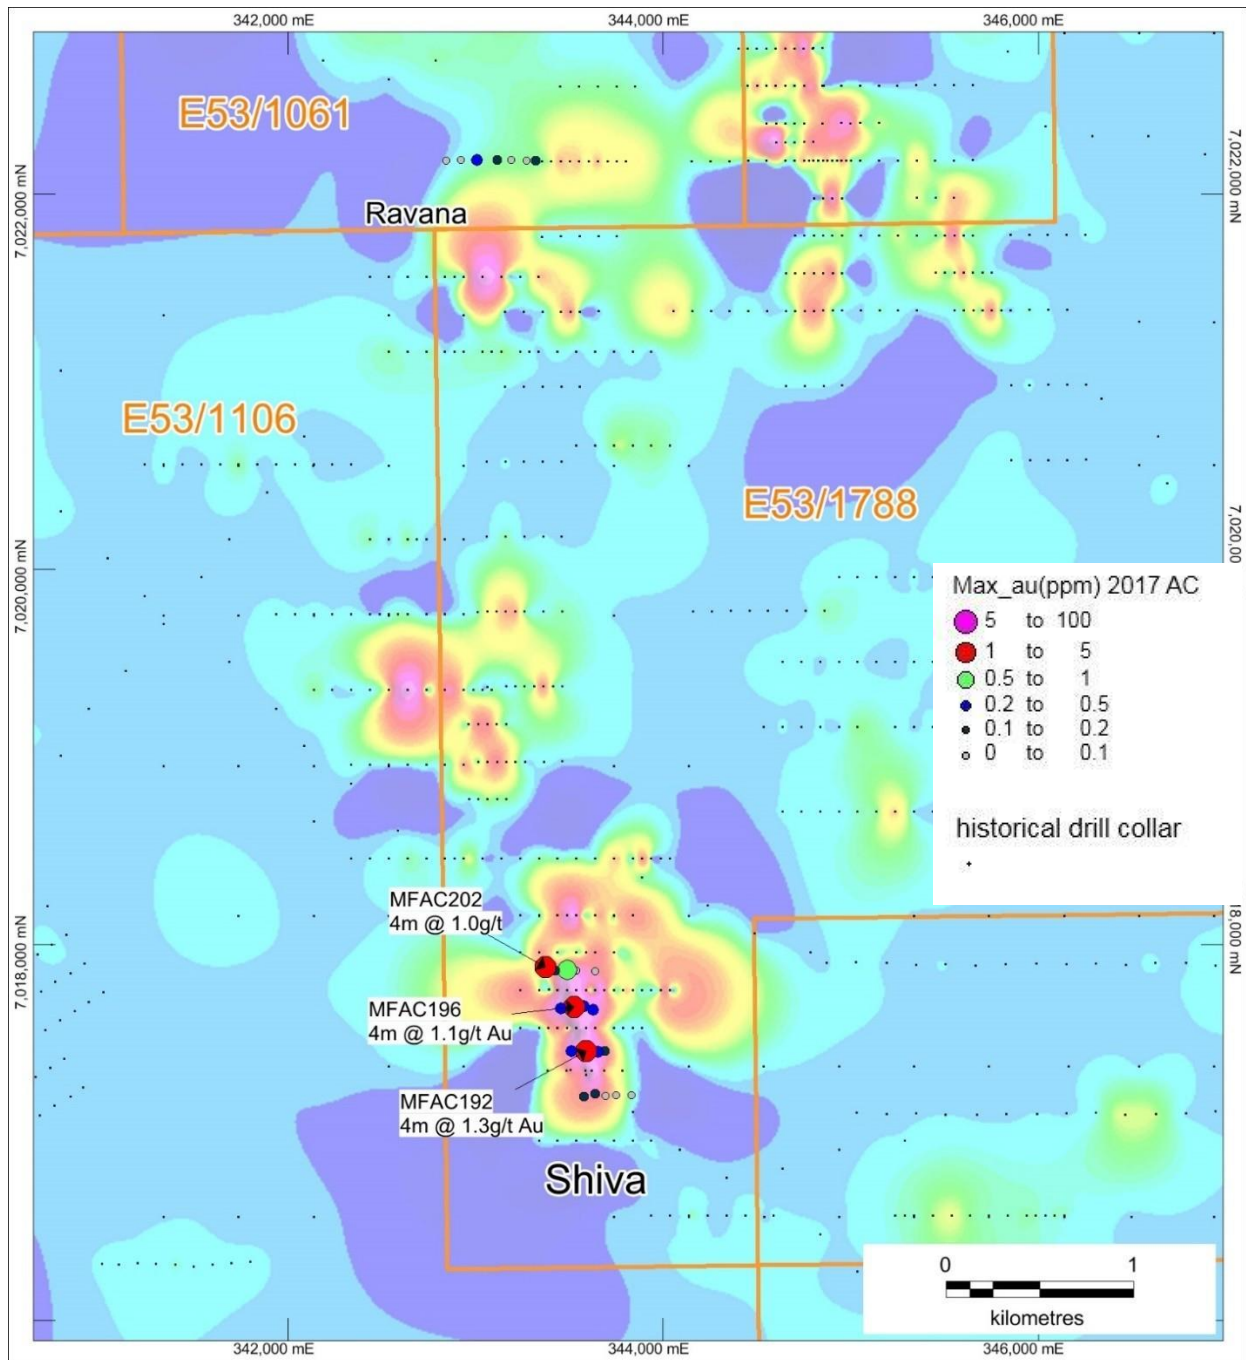 342,000 mE
344,000 mE
346,000 mE
E53/1061
7,022,000 mN
7,022,000 mN
Ravana
E53/1106
E53/1788
7,020,000 mN
7,020,00
Max_au(ppm) 2017 AC
5 to 100
1 to 5
0.5 to 1
0.2 to 0.5
0.1 to 0.2
0 to 0.1
historical drill collar
MFAC202
4m @ 1.0g/t
7,018,000 mN
18,000 mN
MFAC196
4m @ 1.1g/t Au
MFAC192
4m @ 1.3g/t Au
Shiva
0 1
kilometres
342,000 mE
344,000 mE
346,000 mE